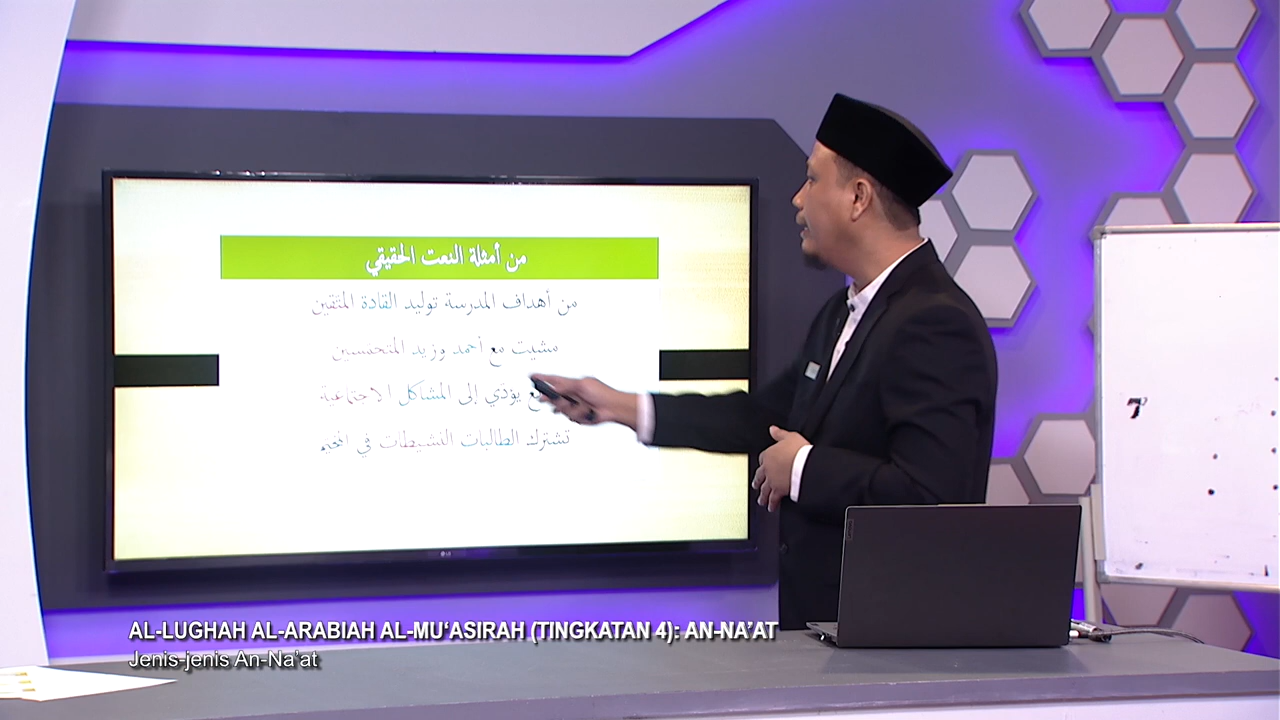 من أمثلة النعت الحقيقي
من أهداف المدرسة توليد القادة المتقين
مشيت مع أحمد وزيد المتحمسين
يؤدي إلى المشاكل الاجتماعية
تشترك الطالبات النشيطات في المخيم
LG
AL-LUGHAH AL-ARABIAH AL-MU‘ASIRAH (TINGKATAN 4): AN-NA’AT
Jenis-jenis An-Na’at